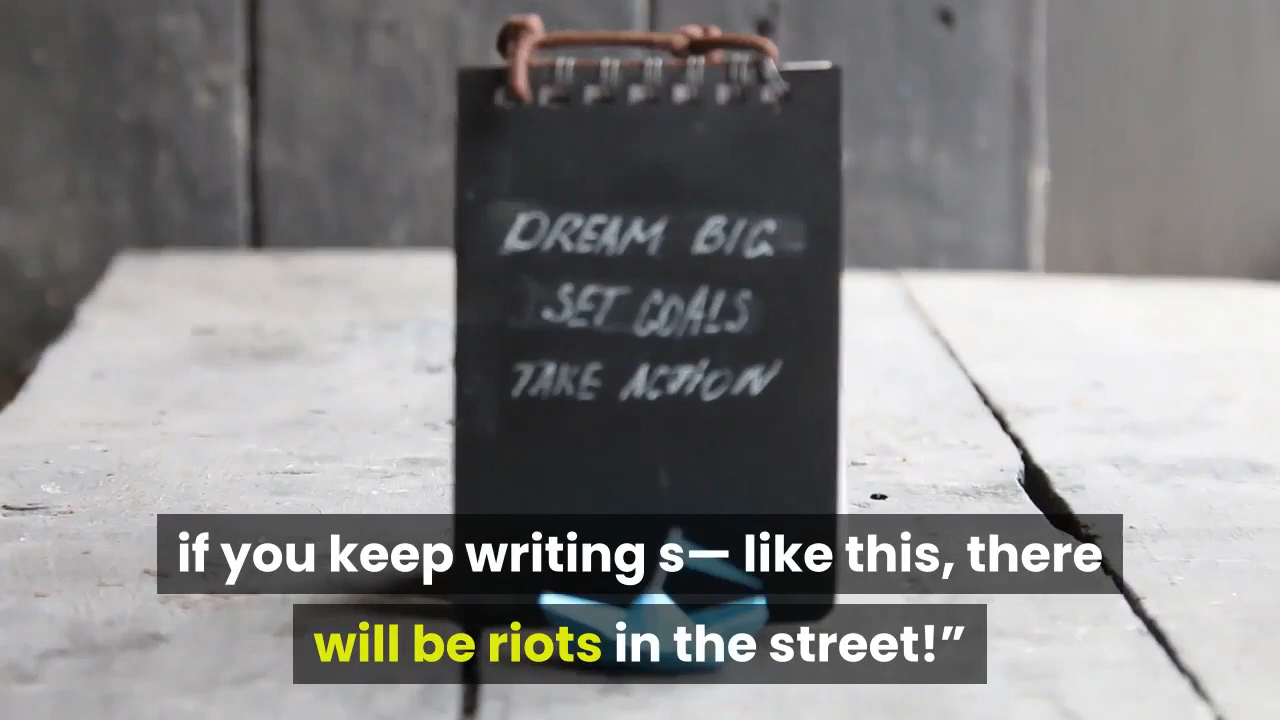 DREAM BIG
SET GOALS
TAKE ACTION
if you keep writing s— like this, there
will be riots in the street!”